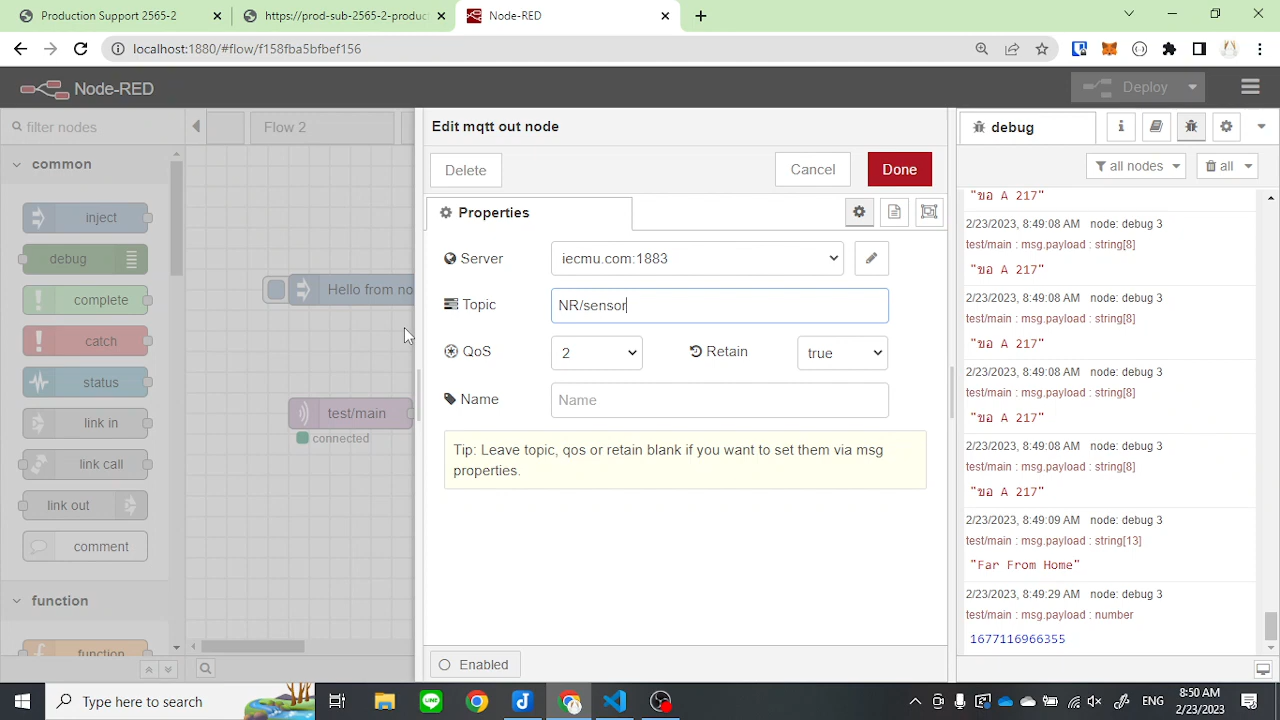 Production Support 2565-2
https://prod-sub-2565-2-product
Node-RED
localhost:1880/#flow/f158fba5bfbef156
Node-RED
Deploy
filter nodes
Flow 2
common
inject
debug
complete
catch
status
link in
link call
link out
comment
function
function
Hello from no
test/main
connected
Edit mqtt out node
Delete
Cancel
Done
Properties
Server
iecmu.com:1883
Topic
NR/sensor
QoS
2
Retain
true
Name
Name
Tip: Leave topic, qos or retain blank if you want to set them via msg
properties.
Enabled
debug
all nodes
all
"ขอ A 217"
2/23/2023, 8:49:08 AM node: debug 3
test/main : msg.payload : string[8]
"ขอ A 217"
2/23/2023, 8:49:08 AM node: debug 3
test/main : msg.payload : string[8]
"ขอ A 217"
2/23/2023, 8:49:08 AM node: debug 3
test/main : msg.payload : string[8]
"ขอ A 217"
2/23/2023, 8:49:08 AM node: debug 3
test/main : msg.payload : string[8]
"ขอ A 217"
2/23/2023, 8:49:09 AM node: debug 3
test/main : msg.payload : string[13]
"Far From Home"
2/23/2023, 8:49:29 AM node: debug 3
test/main : msg.payload : number
1677116966355
Type here to search
LINE
ENG
8:50 AM
2/23/2023